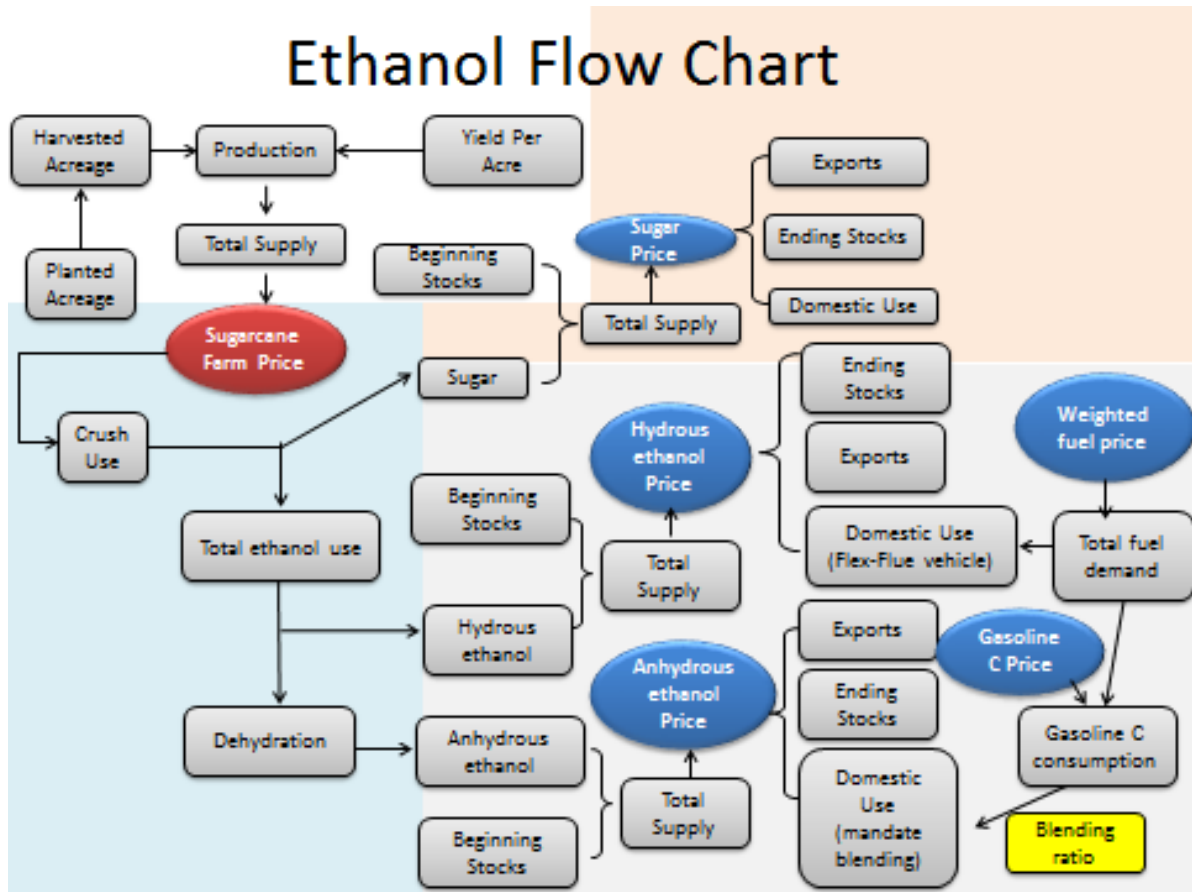 Ethanol Flow Chart
Harvested
Acreage
Production
Yield Per
Acre
Exports
Total Supply
Sugar
Price
Ending Stocks
Planted
Acreage
Beginning
Stocks
Total Supply
Domestic Use
Sugarcane
Farm Price
Sugar
Ending
Stocks
Crush
Use
Hydrous
ethanol
Price
Weighted
fuel price
Exports
Beginning
Stocks
Total ethanol use
Total
Supply
Domestic Use
(Flex-Flue vehicle)
Total fuel
demand
Hydrous
ethanol
Exports
Gasoline
C Price
Anhydrous
ethanol
Price
Ending
Stocks
Dehydration
Anhydrous
ethanol
Gasoline C
consumption
Total
Supply
Domestic
Use
(mandate
blending)
Beginning
Stocks
Blending
ratio